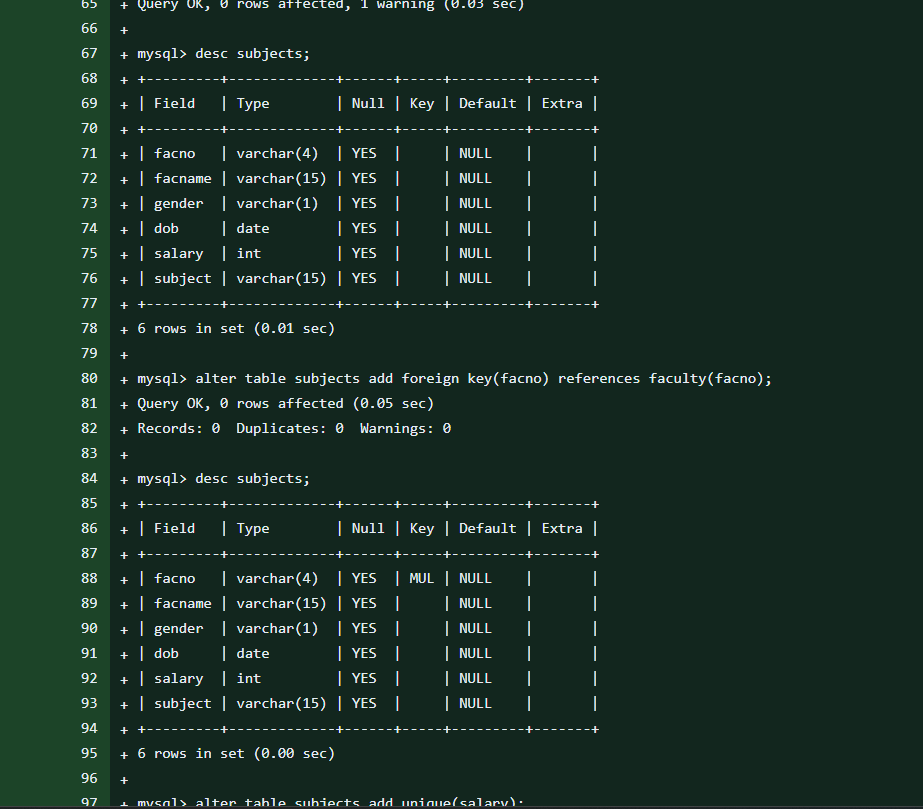 65 + Query OK, 0 rows affected, 1 warning (0.03 sec)
66 +
67 + mysql> desc subjects;
68 + +---------+-------------+------+-----+---------+-------+
69 + | Field   | Type        | Null | Key | Default | Extra |
70 + +---------+-------------+------+-----+---------+-------+
71 + | facno   | varchar(4)  | YES  |     | NULL    |       |
72 + | facname | varchar(15) | YES  |     | NULL    |       |
73 + | gender  | varchar(1)  | YES  |     | NULL    |       |
74 + | dob     | date        | YES  |     | NULL    |       |
75 + | salary  | int         | YES  |     | NULL    |       |
76 + | subject | varchar(15) | YES  |     | NULL    |       |
77 + +---------+-------------+------+-----+---------+-------+
78 + 6 rows in set (0.01 sec)
79 +
80 + mysql> alter table subjects add foreign key(facno) references faculty(facno);
81 + Query OK, 0 rows affected (0.05 sec)
82 + Records: 0  Duplicates: 0  Warnings: 0
83 +
84 + mysql> desc subjects;
85 + +---------+-------------+------+-----+---------+-------+
86 + | Field   | Type        | Null | Key | Default | Extra |
87 + +---------+-------------+------+-----+---------+-------+
88 + | facno   | varchar(4)  | YES  | MUL | NULL    |       |
89 + | facname | varchar(15) | YES  |     | NULL    |       |
90 + | gender  | varchar(1)  | YES  |     | NULL    |       |
91 + | dob     | date        | YES  |     | NULL    |       |
92 + | salary  | int         | YES  |     | NULL    |       |
93 + | subject | varchar(15) | YES  |     | NULL    |       |
94 + +---------+-------------+------+-----+---------+-------+
95 + 6 rows in set (0.00 sec)
96 +
97 + mysql> alter table subjects add unique(salary);